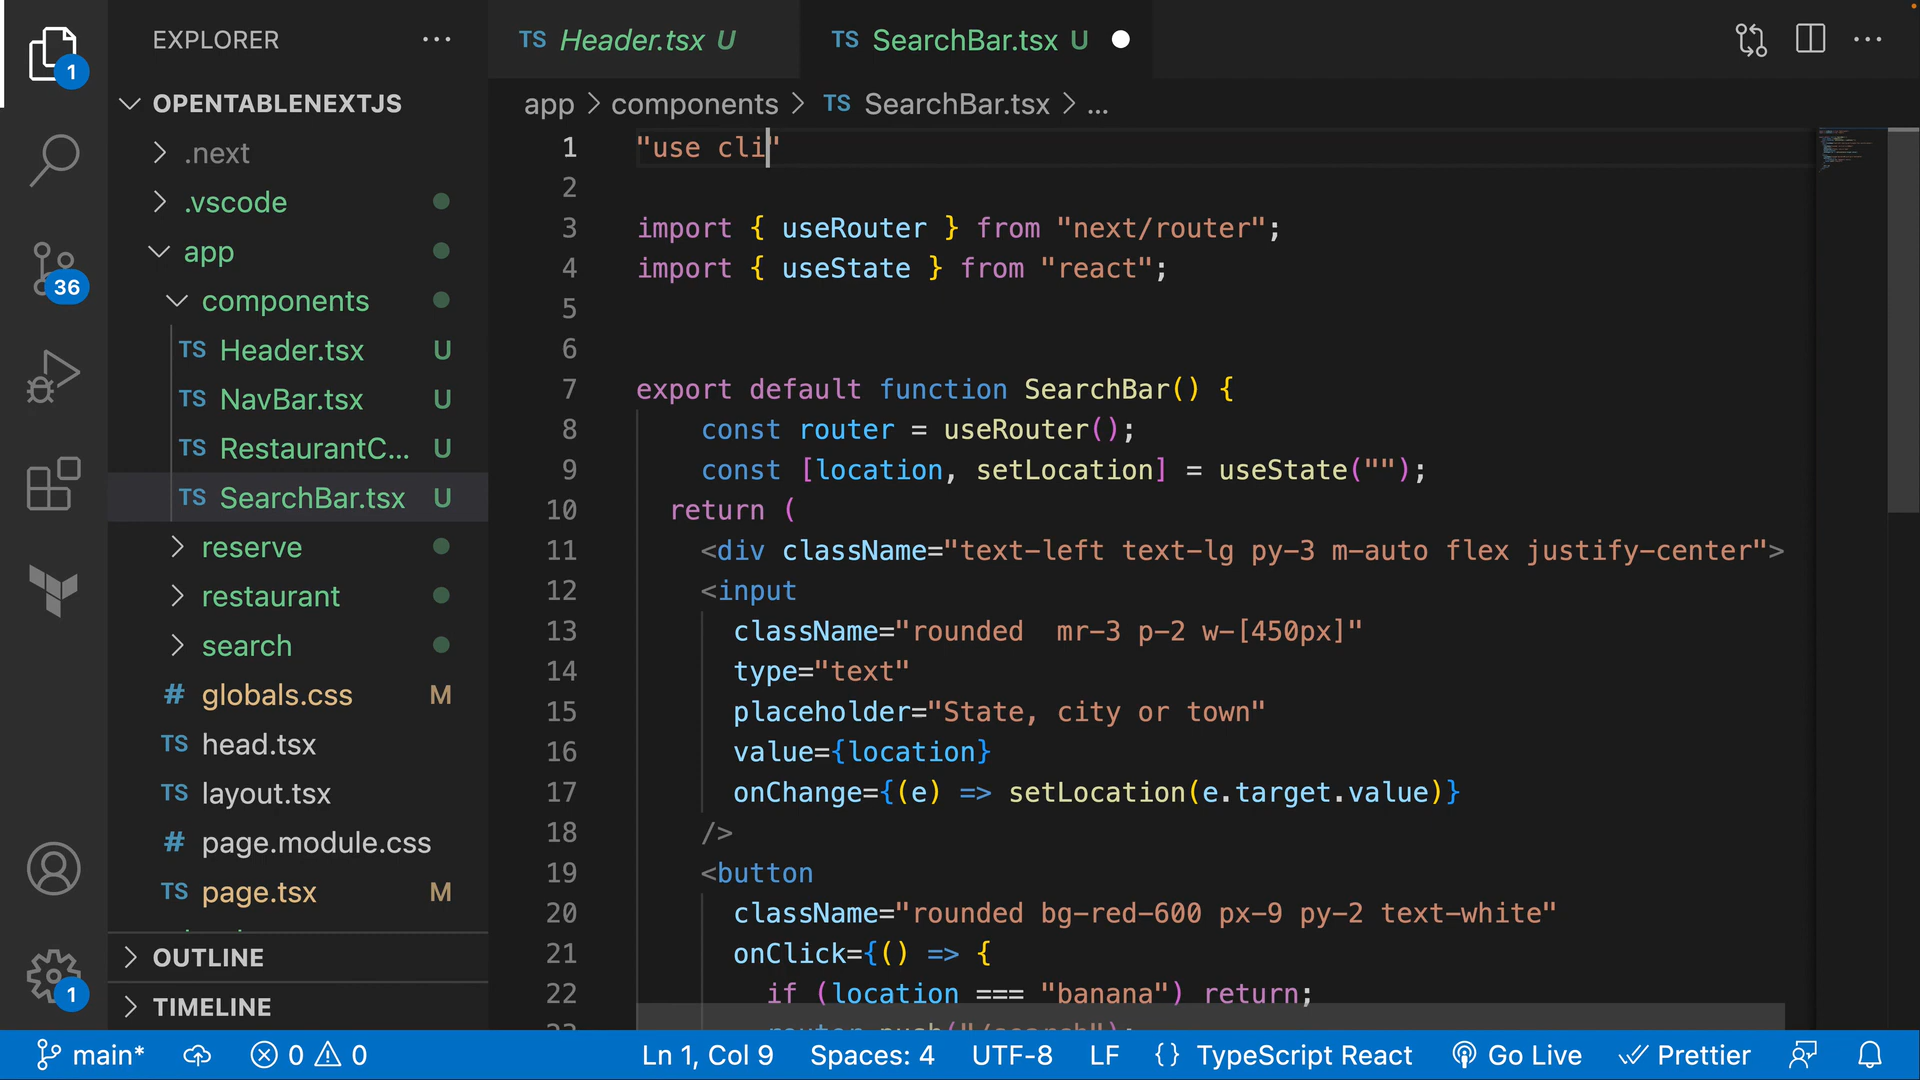 EXPLORER
1
OPENTABLENEXTJS
.next
.vscode
app
36
components
TS Header.tsx U
TS NavBar.tsx U
TS RestaurantC... U
TS SearchBar.tsx U
reserve
restaurant
search
# globals.css M
TS head.tsx
TS layout.tsx
# page.module.css
TS page.tsx M
OUTLINE
1
TIMELINE
TS Header.tsx U
TS SearchBar.tsx U
app > components > TS SearchBar.tsx > ...
1 "use cli"
2
3 import { useRouter } from "next/router";
4 import { useState } from "react";
5
6
7 export default function SearchBar() {
8 const router = useRouter();
9 const [location, setLocation] = useState("");
10 return (
11 <div className="text-left text-lg py-3 m-auto flex justify-center">
12 <input
13 className="rounded  mr-3 p-2 w-[450px]"
14 type="text"
15 placeholder="State, city or town"
16 value={location}
17 onChange={(e) => setLocation(e.target.value)}
18 />
19 <button
20 className="rounded bg-red-600 px-9 py-2 text-white"
21 onClick={() => {
22 if (location === "banana") return;
23 router.push("/search");
main* 0 0 Ln 1, Col 9 Spaces: 4 UTF-8 LF {} TypeScript React Go Live Prettier